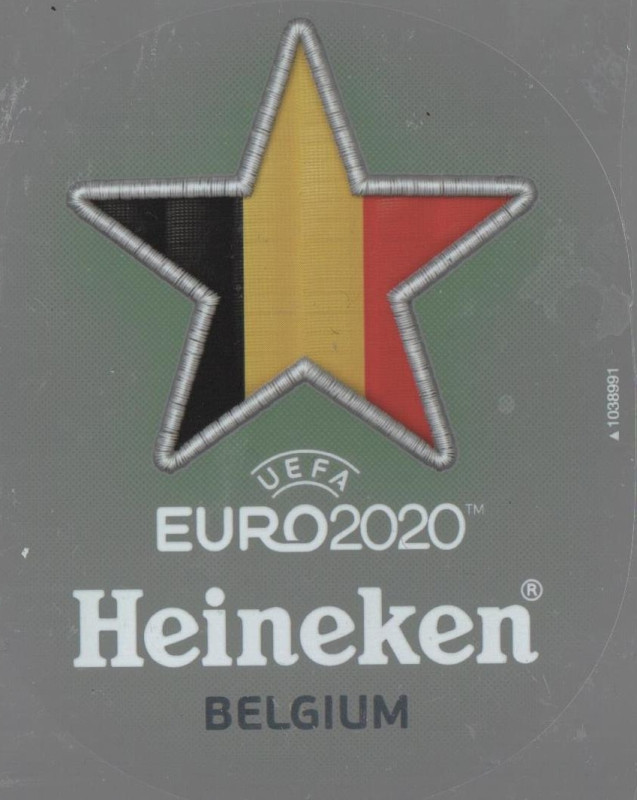 UEFA
EURO2020™
Heineken®
BELGIUM
▲1038991